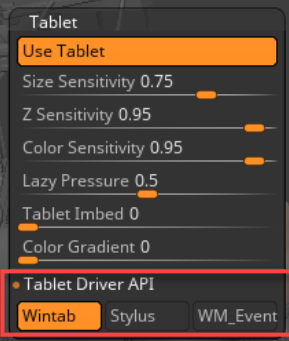 Tablet
Use Tablet
Size Sensitivity 0.75
Z Sensitivity 0.95
Color Sensitivity 0.95
Lazy Pressure 0.5
Tablet Imbed 0
Color Gradient 0
Tablet Driver API
Wintab Stylus WM_Event